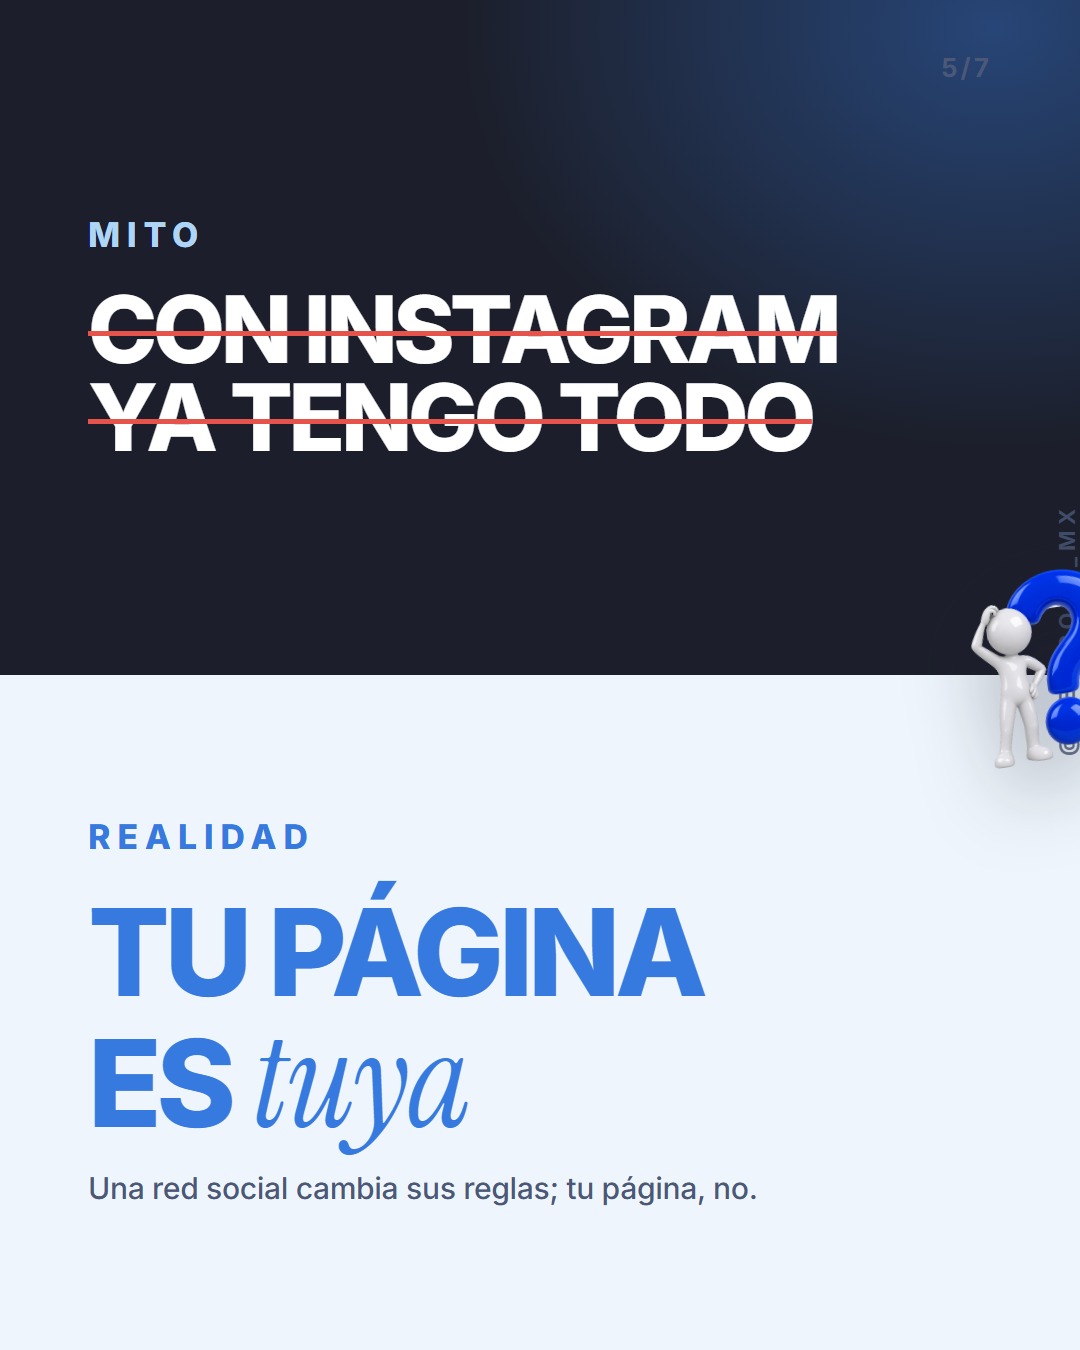 5/7
MITO
CON INSTAGRAM
YA TENGO TODO
_MX
REALIDAD
TU PÁGINA
ES tuya
Una red social cambia sus reglas; tu página, no.